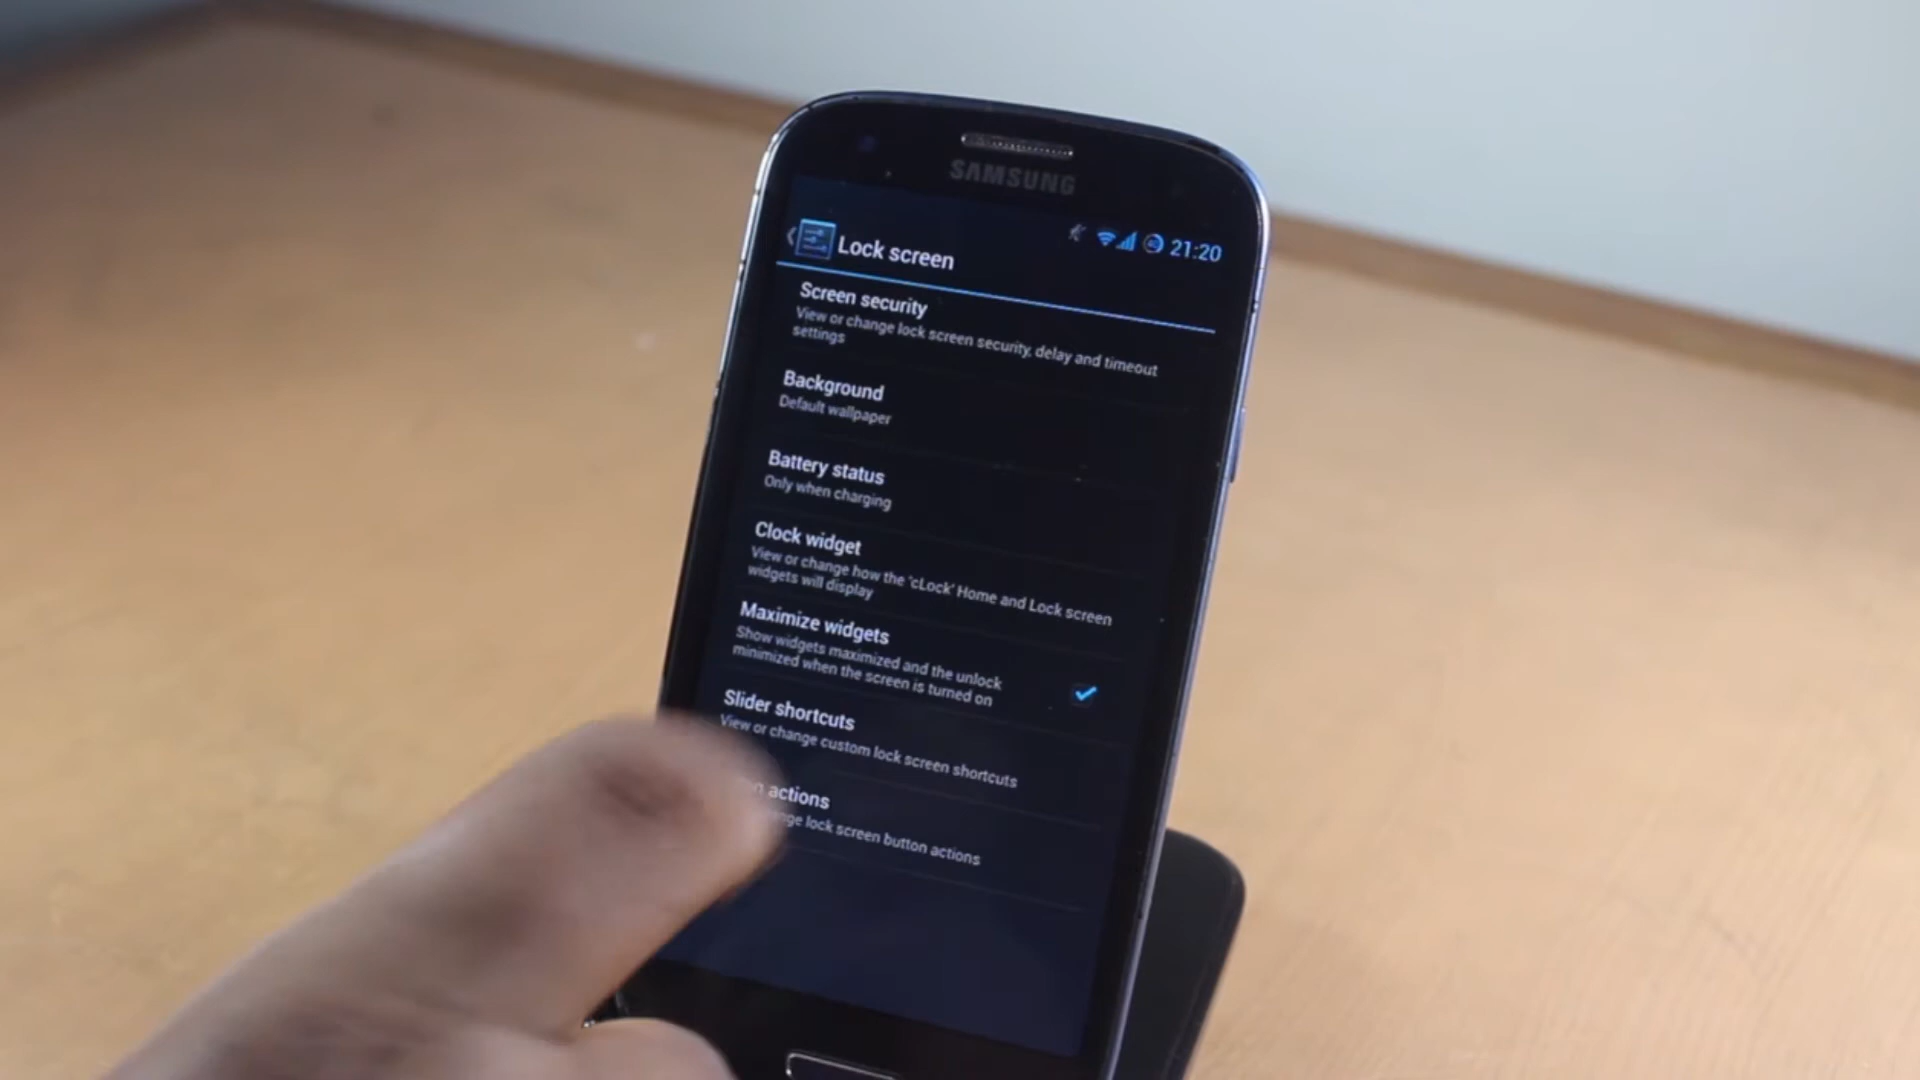 SAMSUNG
Lock screen
21:20
Screen security
View or change lock screen security, delay and timeout
settings
Background
Default wallpaper
Battery status
Only when charging
Clock widget
View or change how the 'cLock' Home and Lock screen
widgets will display
Maximize widgets
Show widgets maximized and the unlock
minimized when the screen is turned on
Slider shortcuts
View or change custom lock screen shortcuts
actions
lock screen button actions